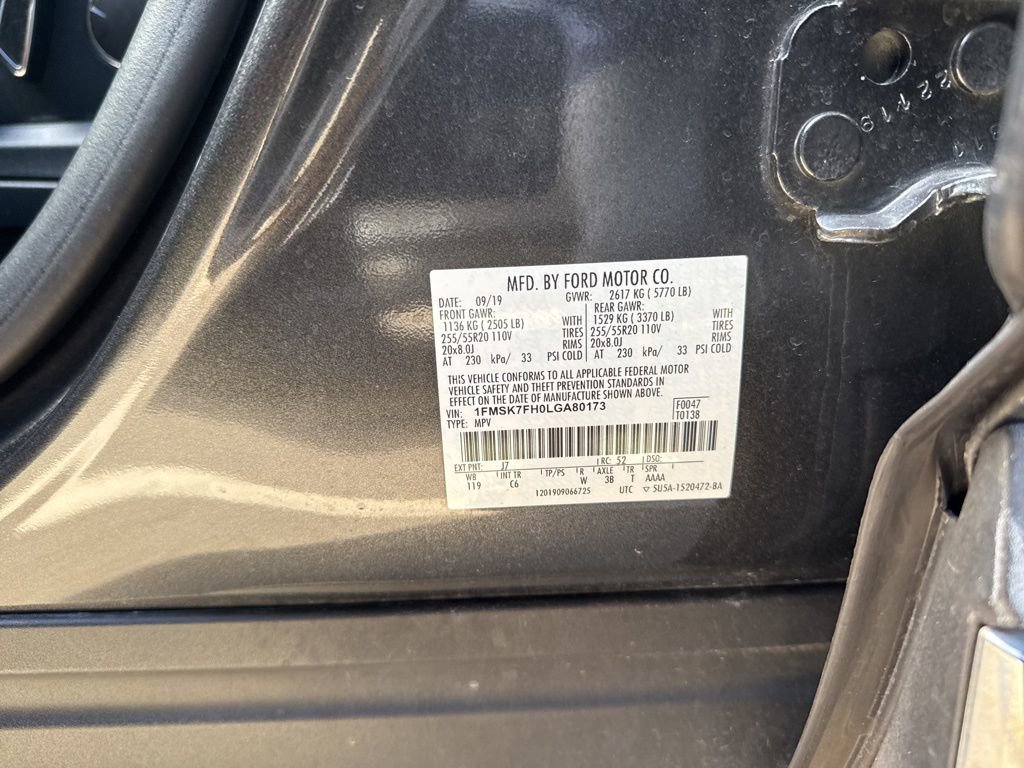 MFD. BY FORD MOTOR CO.
DATE: 09/19 GVWR: 2617 KG ( 5770 LB)
FRONT GAWR: REAR GAWR:
1136 KG ( 2505 LB) WITH 1529 KG ( 3370 LB) WITH
255/55R20 110V TIRES 255/55R20 110V TIRES
20x8.0J RIMS 20x8.0J RIMS
AT 230 kPa/ 33 PSI COLD AT 230 kPa/ 33 PSI COLD
THIS VEHICLE CONFORMS TO ALL APPLICABLE FEDERAL MOTOR
VEHICLE SAFETY AND THEFT PREVENTION STANDARDS IN
EFFECT ON THE DATE OF MANUFACTURE SHOWN ABOVE.
VIN: 1FMSK7FH0LGA80173 F0047
TYPE: MPV T0138
EXT PNT: J7 RC: 52 DSO:
WB INT TR TP/PS R AXLE TR SPR
119 C6 W 3B T AAAA
1201909066725 UTC ▽ 5U5A-1520472-BA